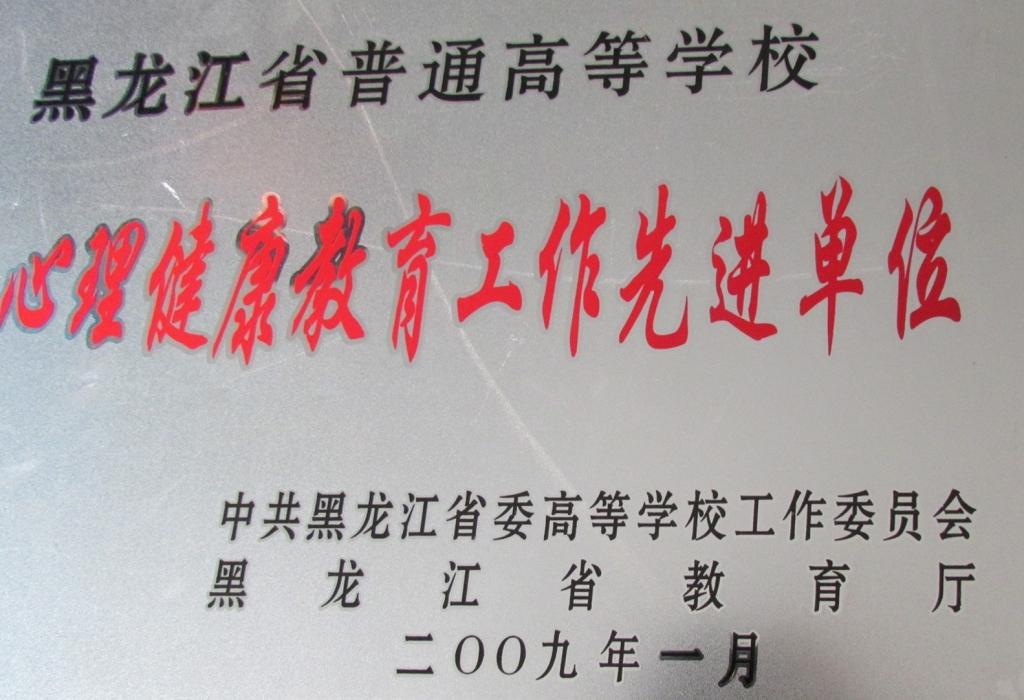 黑龙江省普通高等学校
心理健康教育工作先进单位
中共黑龙江省委高等学校工作委员会
黑龙江省教育厅
二〇〇九年一月